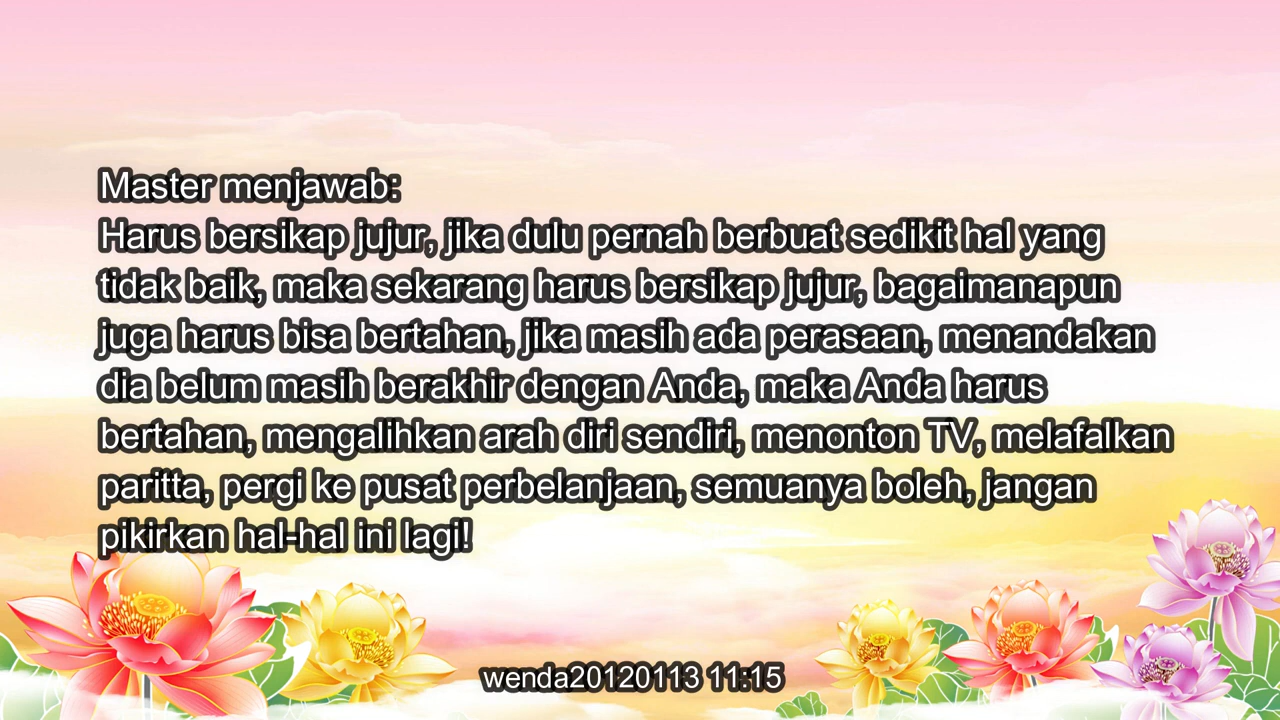 Master menjawab:
Harus bersikap jujur, jika dulu pernah berbuat sedikit hal yang
tidak baik, maka sekarang harus bersikap jujur, bagaimanapun
juga harus bisa bertahan, jika masih ada perasaan, menandakan
dia belum masih berakhir dengan Anda, maka Anda harus
bertahan, mengalihkan arah diri sendiri, menonton TV, melafalkan
paritta, pergi ke pusat perbelanjaan, semuanya boleh, jangan
pikirkan hal-hal ini lagi!
wenda20120113 11:15